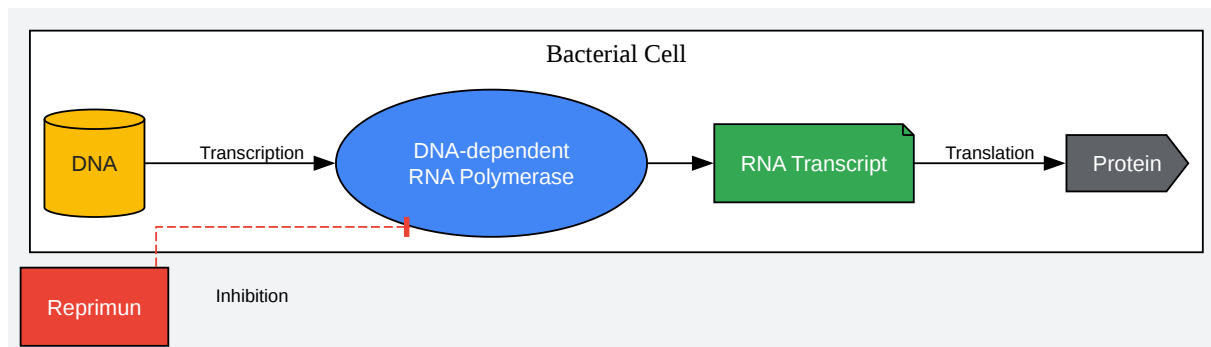 Bacterial Cell
DNA
Transcription
DNA-dependent
RNA Polymerase
RNA Transcript
Translation
Protein
Reprimun
Inhibition